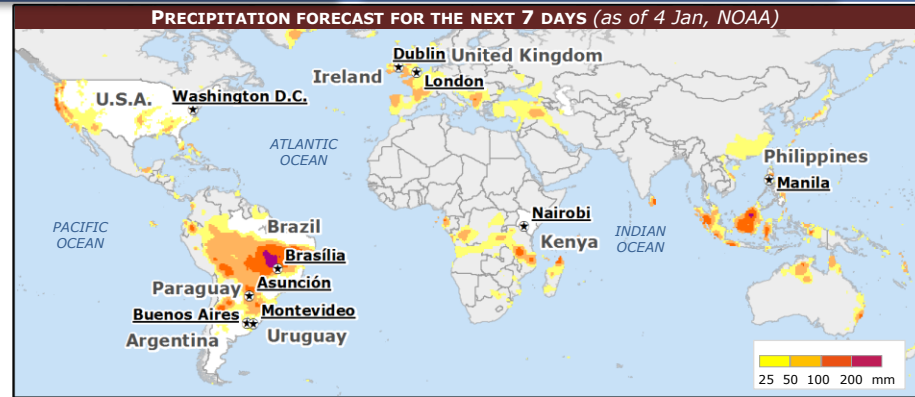 PRECIPITATION FORECAST FOR THE NEXT 7 DAYS (as of 4 Jan, NOAA)
Dublin
United Kingdom
Ireland
London
U.S.A.
Washington D.C.
ATLANTIC
OCEAN
Philippines
Manila
PACIFIC
OCEAN
Brazil
Nairobi
INDIAN
OCEAN
Kenya
Brasília
Paraguay
Asunción
Buenos Aires
Montevideo
Argentina
Uruguay
25 50 100 200 mm